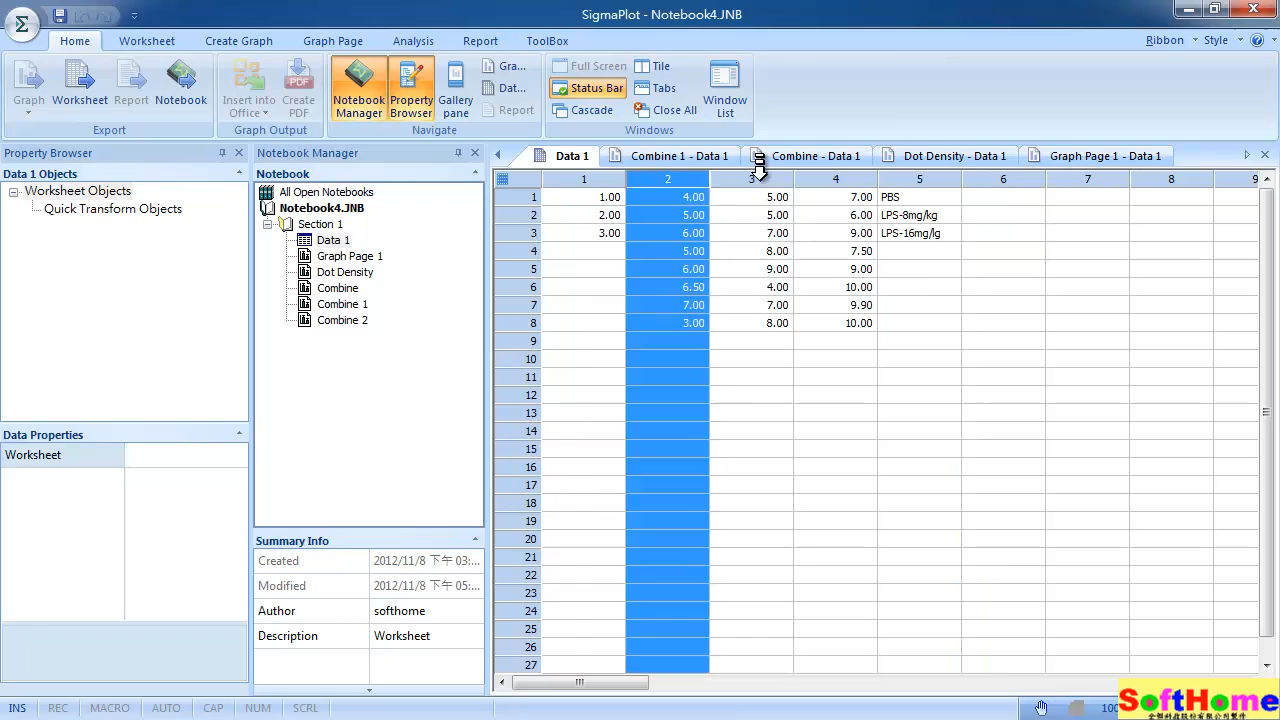 SigmaPlot - Notebook4.JNB
Home Worksheet Create Graph Graph Page Analysis Report ToolBox Ribbon Style
Graph Worksheet Report Notebook
Export
Insert into Office Create PDF
Graph Output
Notebook Manager Property Browser Gallery pane Gra... Dat... Report
Navigate
Full Screen Tile
Status Bar Tabs
Cascade Close All
Window List
Windows
Property Browser
Data 1 Objects
Worksheet Objects
Quick Transform Objects
Data Properties
Worksheet
Notebook Manager
Notebook
All Open Notebooks
Notebook4.JNB
Section 1
Data 1
Graph Page 1
Dot Density
Combine
Combine 1
Combine 2
Summary Info
Created 2012/11/8 下午 03:...
Modified 2012/11/8 下午 05:...
Author softhome
Description Worksheet
Data 1 Combine 1 - Data 1 Combine - Data 1 Dot Density - Data 1 Graph Page 1 - Data 1
1 2 3 4 5 6 7 8 9
1 1.00 4.00 5.00 7.00 PBS
2 2.00 5.00 5.00 6.00 LPS-8mg/kg
3 3.00 6.00 7.00 9.00 LPS-16mg/lg
4 5.00 8.00 7.50
5 6.00 9.00 9.00
6 6.50 4.00 10.00
7 7.00 7.00 9.90
8 3.00 8.00 10.00
9
10
11
12
13
14
15
16
17
18
19
20
21
22
23
24
25
26
27
INS REC MACRO AUTO CAP NUM SCRL
SoftHome